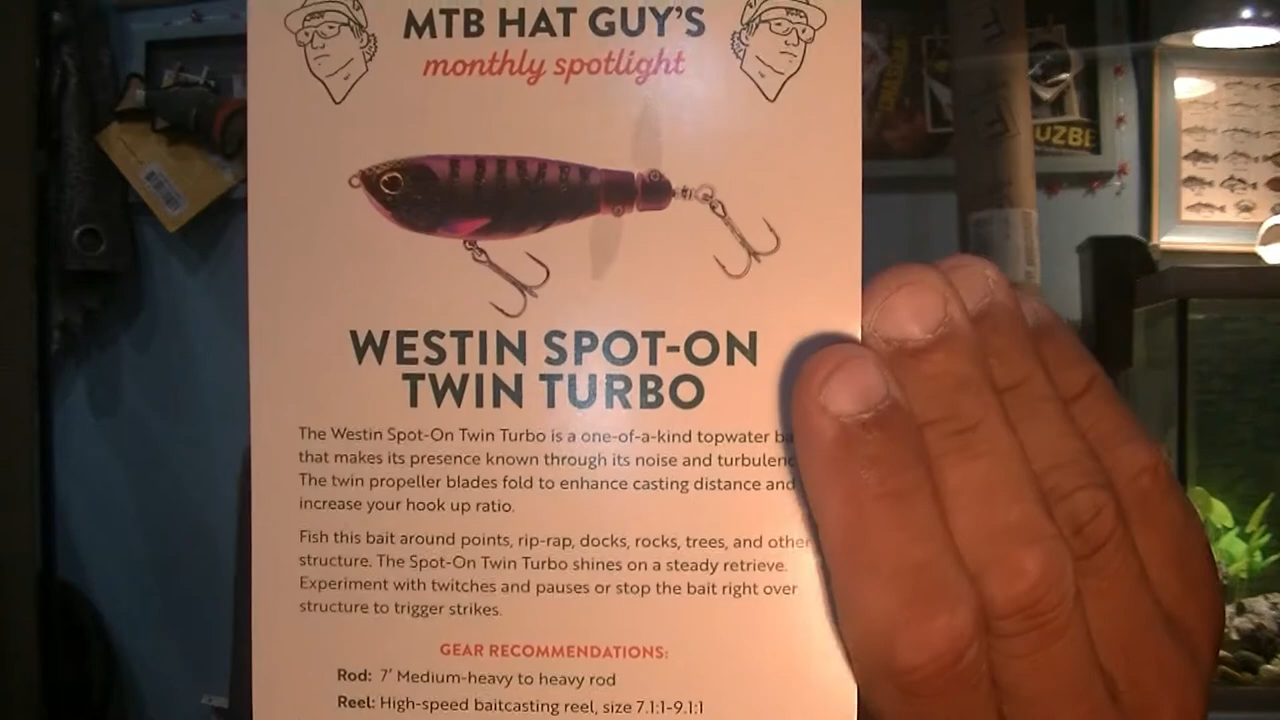 MTB HAT GUY'S
monthly spotlight
WESTIN SPOT-ON
TWIN TURBO
The Westin Spot-On Twin Turbo is a one-of-a-kind topwater ba
that makes its presence known through its noise and turbulenc
The twin propeller blades fold to enhance casting distance and
increase your hook up ratio.
Fish this bait around points, rip-rap, docks, rocks, trees, and other
structure. The Spot-On Twin Turbo shines on a steady retrieve.
Experiment with twitches and pauses or stop the bait right over
structure to trigger strikes.
GEAR RECOMMENDATIONS:
Rod: 7' Medium-heavy to heavy rod
Reel: High-speed baitcasting reel, size 7.1:1-9.1:1
UZBE